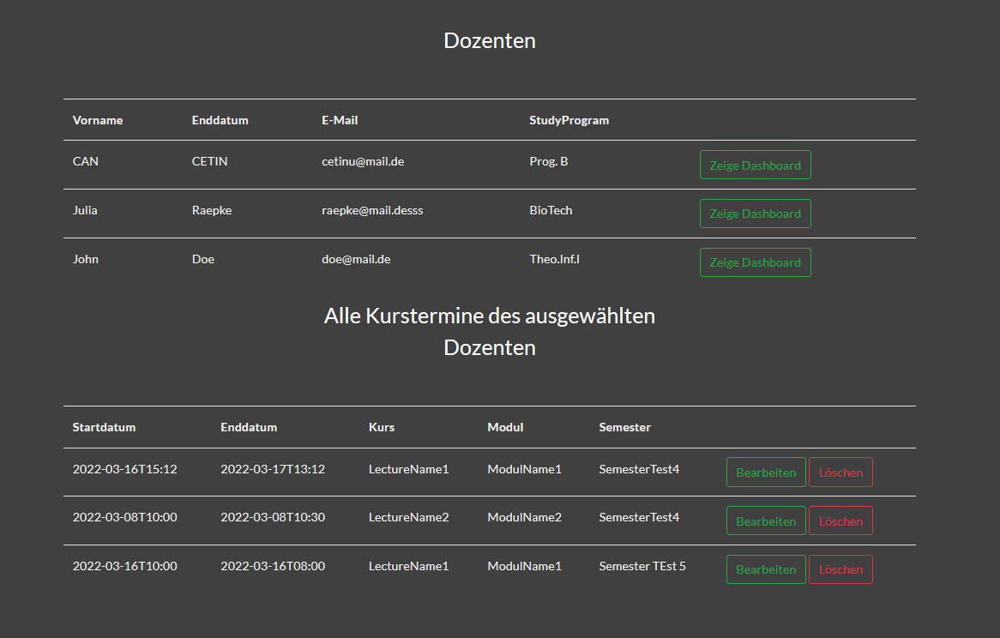 Dozenten
Vorname Enddatum E-Mail StudyProgram
CAN CETIN cetinu@mail.de Prog. B Zeige Dashboard
Julia Raepke raepke@mail.desss BioTech Zeige Dashboard
John Doe doe@mail.de Theo.Inf.I Zeige Dashboard
Alle Kurstermine des ausgewählten
Dozenten
Startdatum Enddatum Kurs Modul Semester
2022-03-16T15:12 2022-03-17T13:12 LectureName1 ModulName1 SemesterTest4 Bearbeiten Löschen
2022-03-08T10:00 2022-03-08T10:30 LectureName2 ModulName2 SemesterTest4 Bearbeiten Löschen
2022-03-16T10:00 2022-03-16T08:00 LectureName1 ModulName1 Semester TEst 5 Bearbeiten Löschen